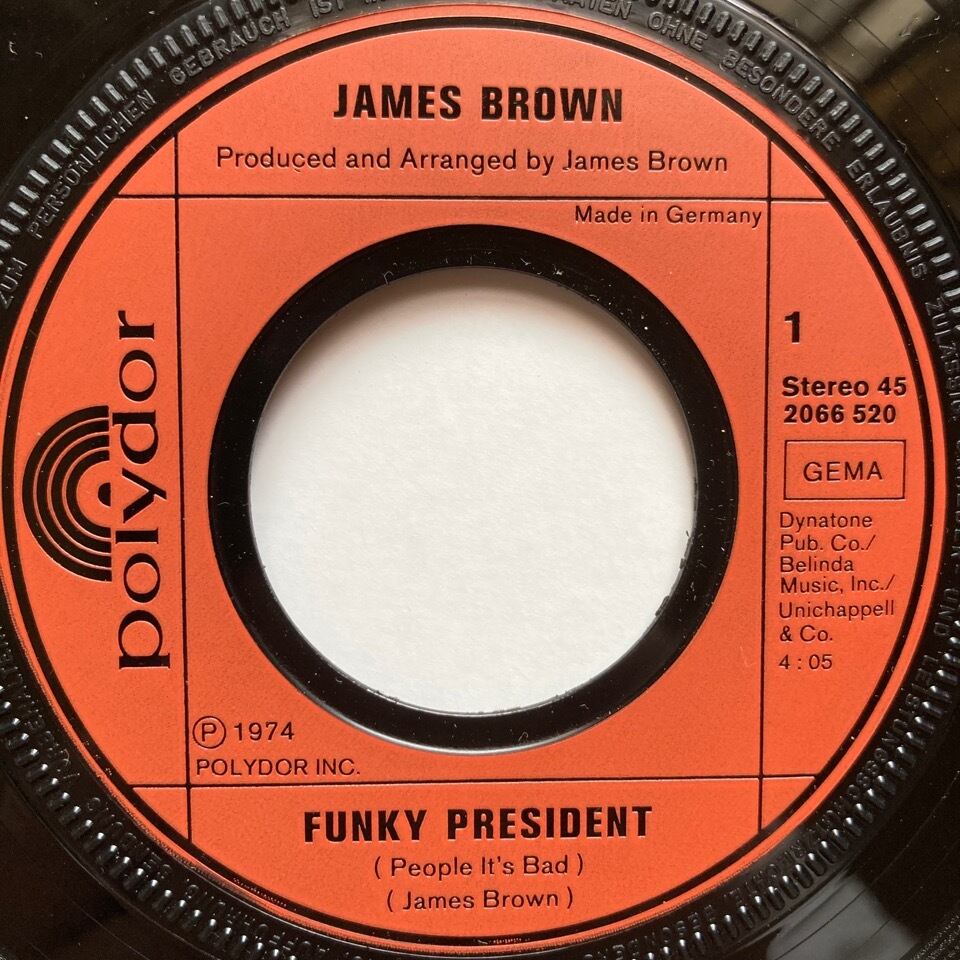 JAMES BROWN
Produced and Arranged by James Brown
Made in Germany
polydor
1
Stereo 45
2066 520
GEMA
Dynatone
Pub. Co./
Belinda
Music, Inc./
Unichappell
& Co.
4 : 05
Ⓟ 1974
POLYDOR INC.
FUNKY PRESIDENT
( People It's Bad )
( James Brown )
ZUM PERSÖNLICHEN GEBRAUCH IST
OHNE BESONDERE ERLAUBNIS
UND